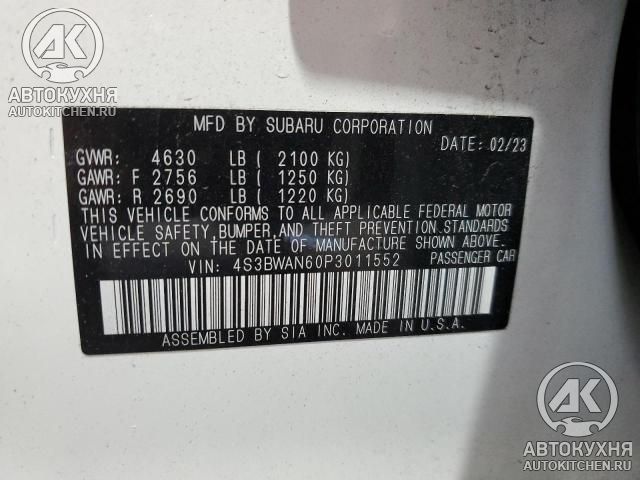 АК
АВТОКУХНЯ
AUTOKITCHEN.RU
MFD BY SUBARU CORPORATION
DATE: 02/23
GVWR: 4630 LB ( 2100 KG)
GAWR: F 2756 LB ( 1250 KG)
GAWR: R 2690 LB ( 1220 KG)
THIS VEHICLE CONFORMS TO ALL APPLICABLE FEDERAL MOTOR
VEHICLE SAFETY, BUMPER, AND THEFT PREVENTION STANDARDS
IN EFFECT ON THE DATE OF MANUFACTURE SHOWN ABOVE.
VIN: 4S3BWAN60P3011552 PASSENGER CAR
ASSEMBLED BY SIA INC. MADE IN U.S.A.
АК
АВТОКУХНЯ
AUTOKITCHEN.RU